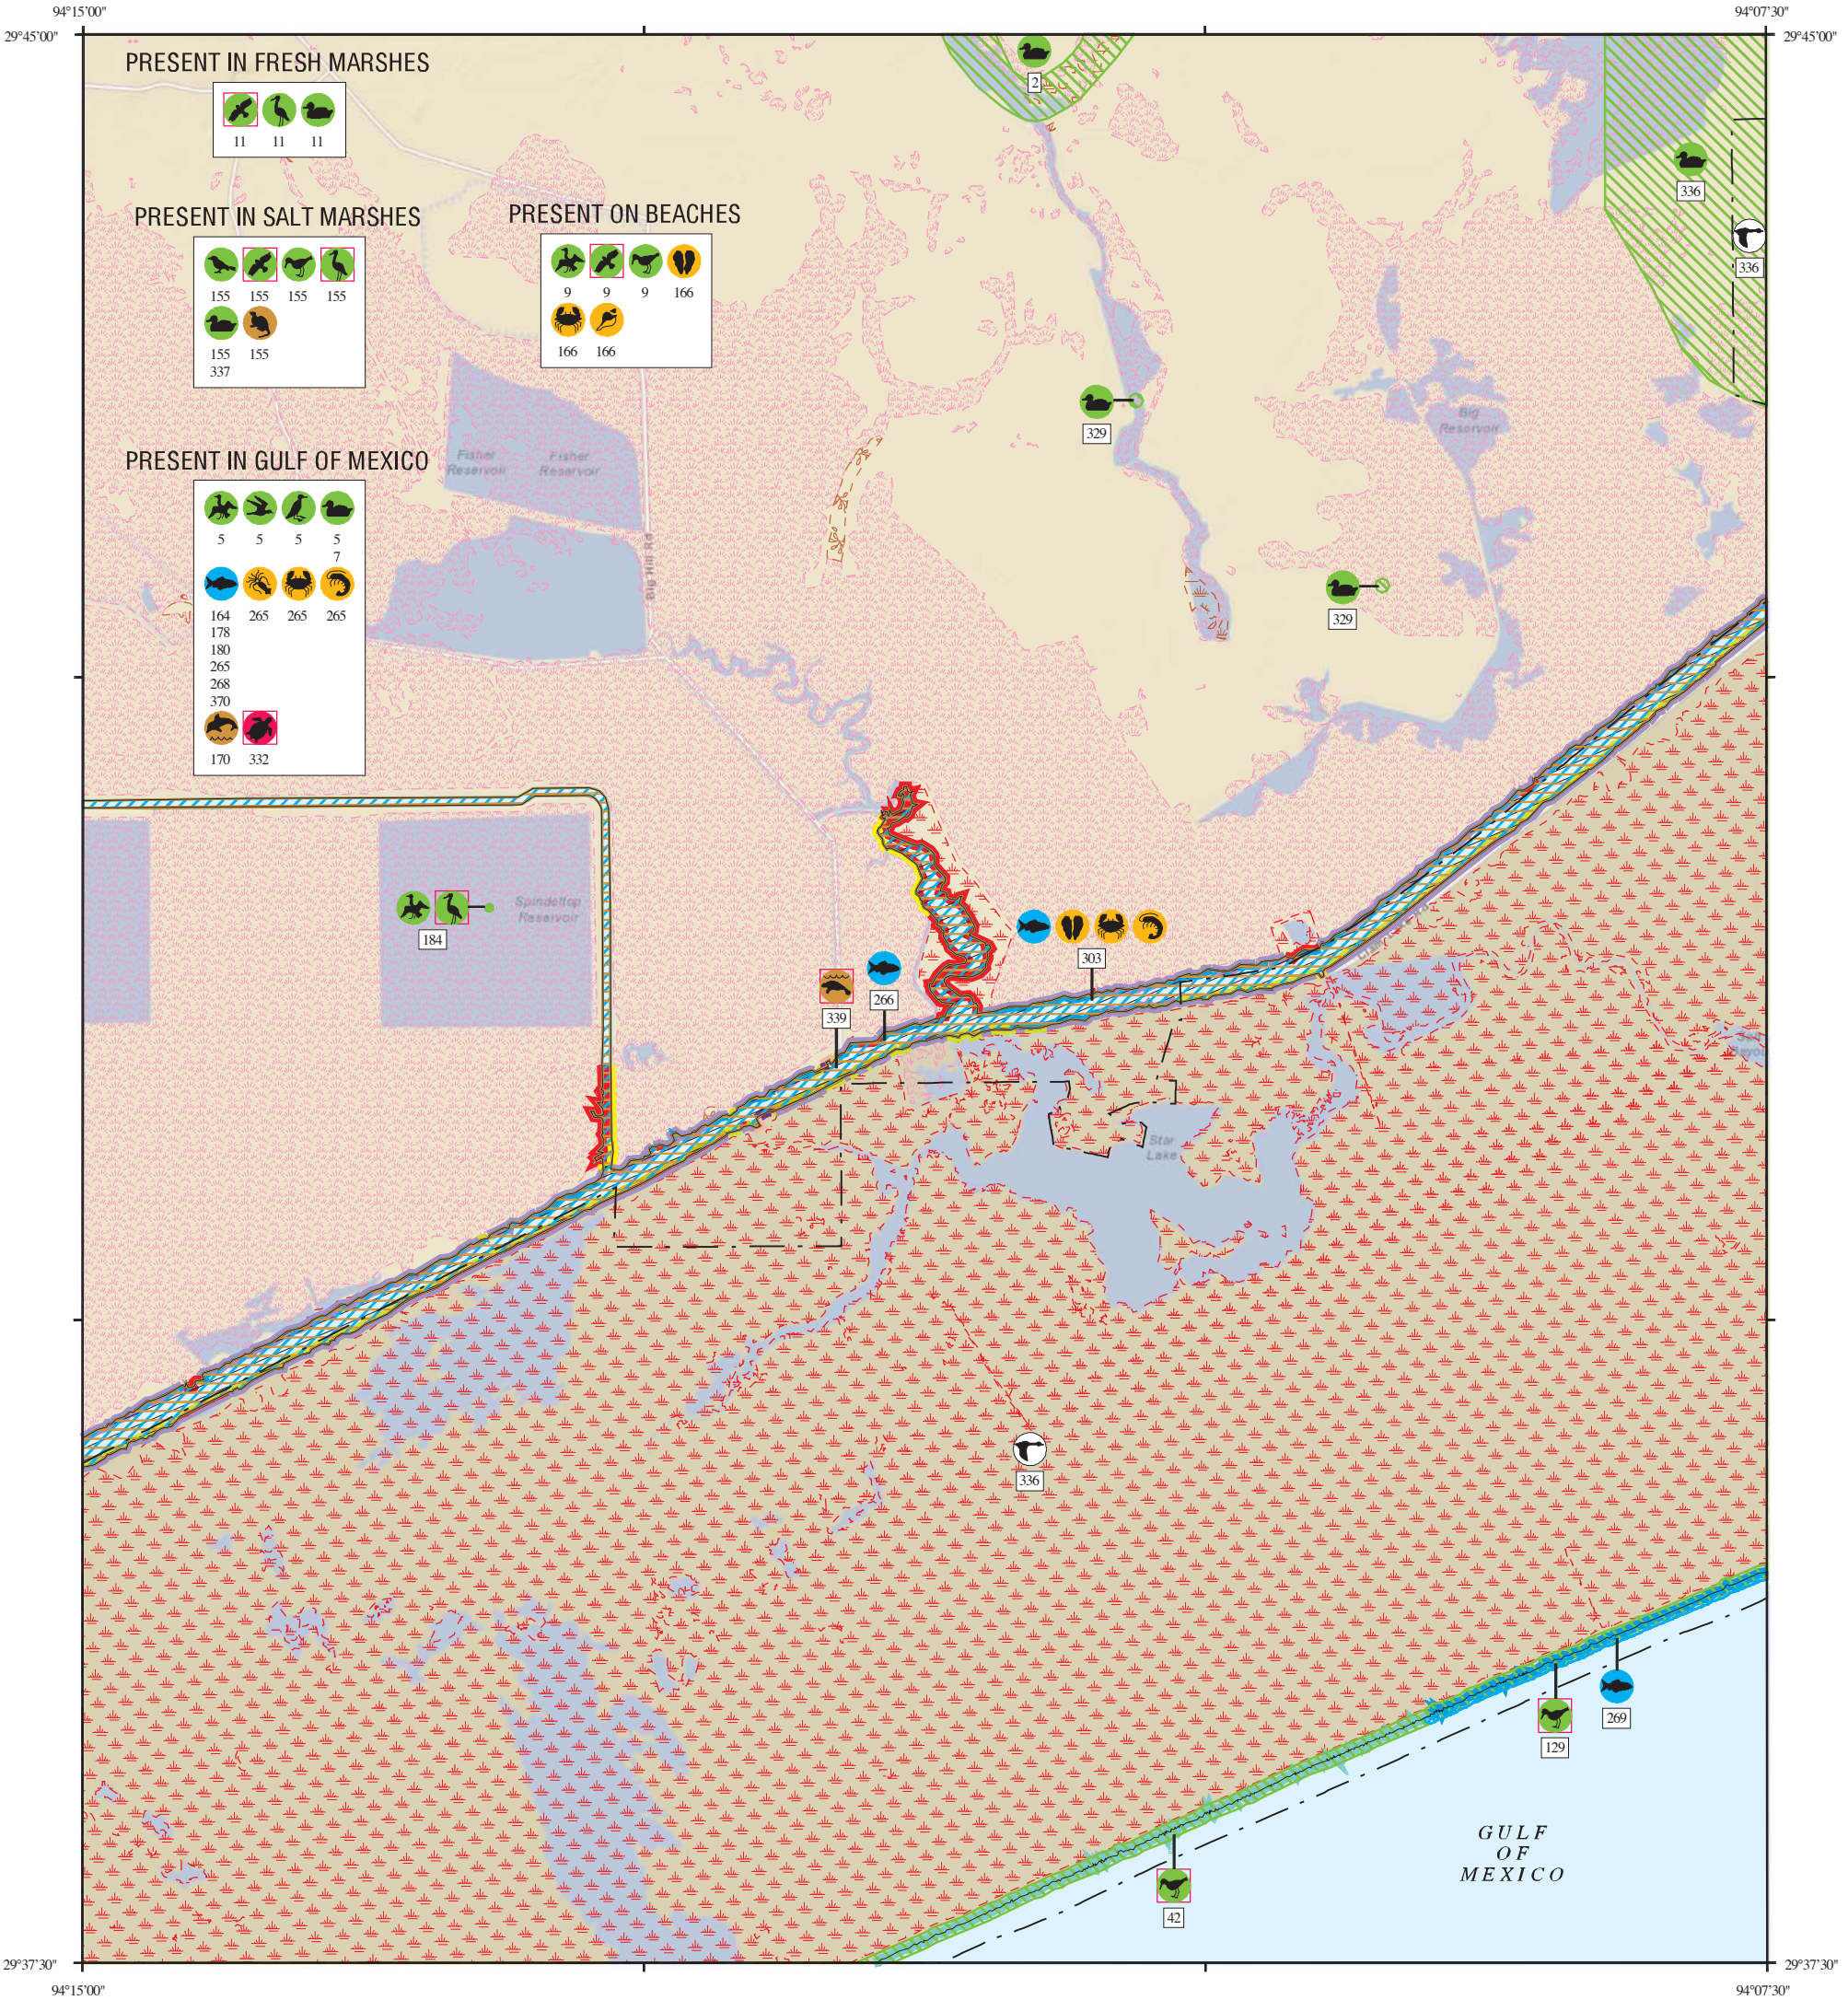 94°15'00" 94°07'30"
29°45'00" 29°45'00"
PRESENT IN FRESH MARSHES
11 11 11
2
336
336
PRESENT IN SALT MARSHES
155 155 155 155
155 155
337
PRESENT ON BEACHES
9 9 9 166
166 166
329
Big
Reservoir
PRESENT IN GULF OF MEXICO
5 5 5 5
7
164 265 265 265
178
180
265
268
370
170 332
Fisher
Reservoir
Fisher
Reservoir
Big Hill Rd
329
Spindletop
Reservoir
184
339
266
303
Star
Lake
336
269
129
42
GULF
OF
MEXICO
29°37'30" 29°37'30"
94°15'00" 94°07'30"